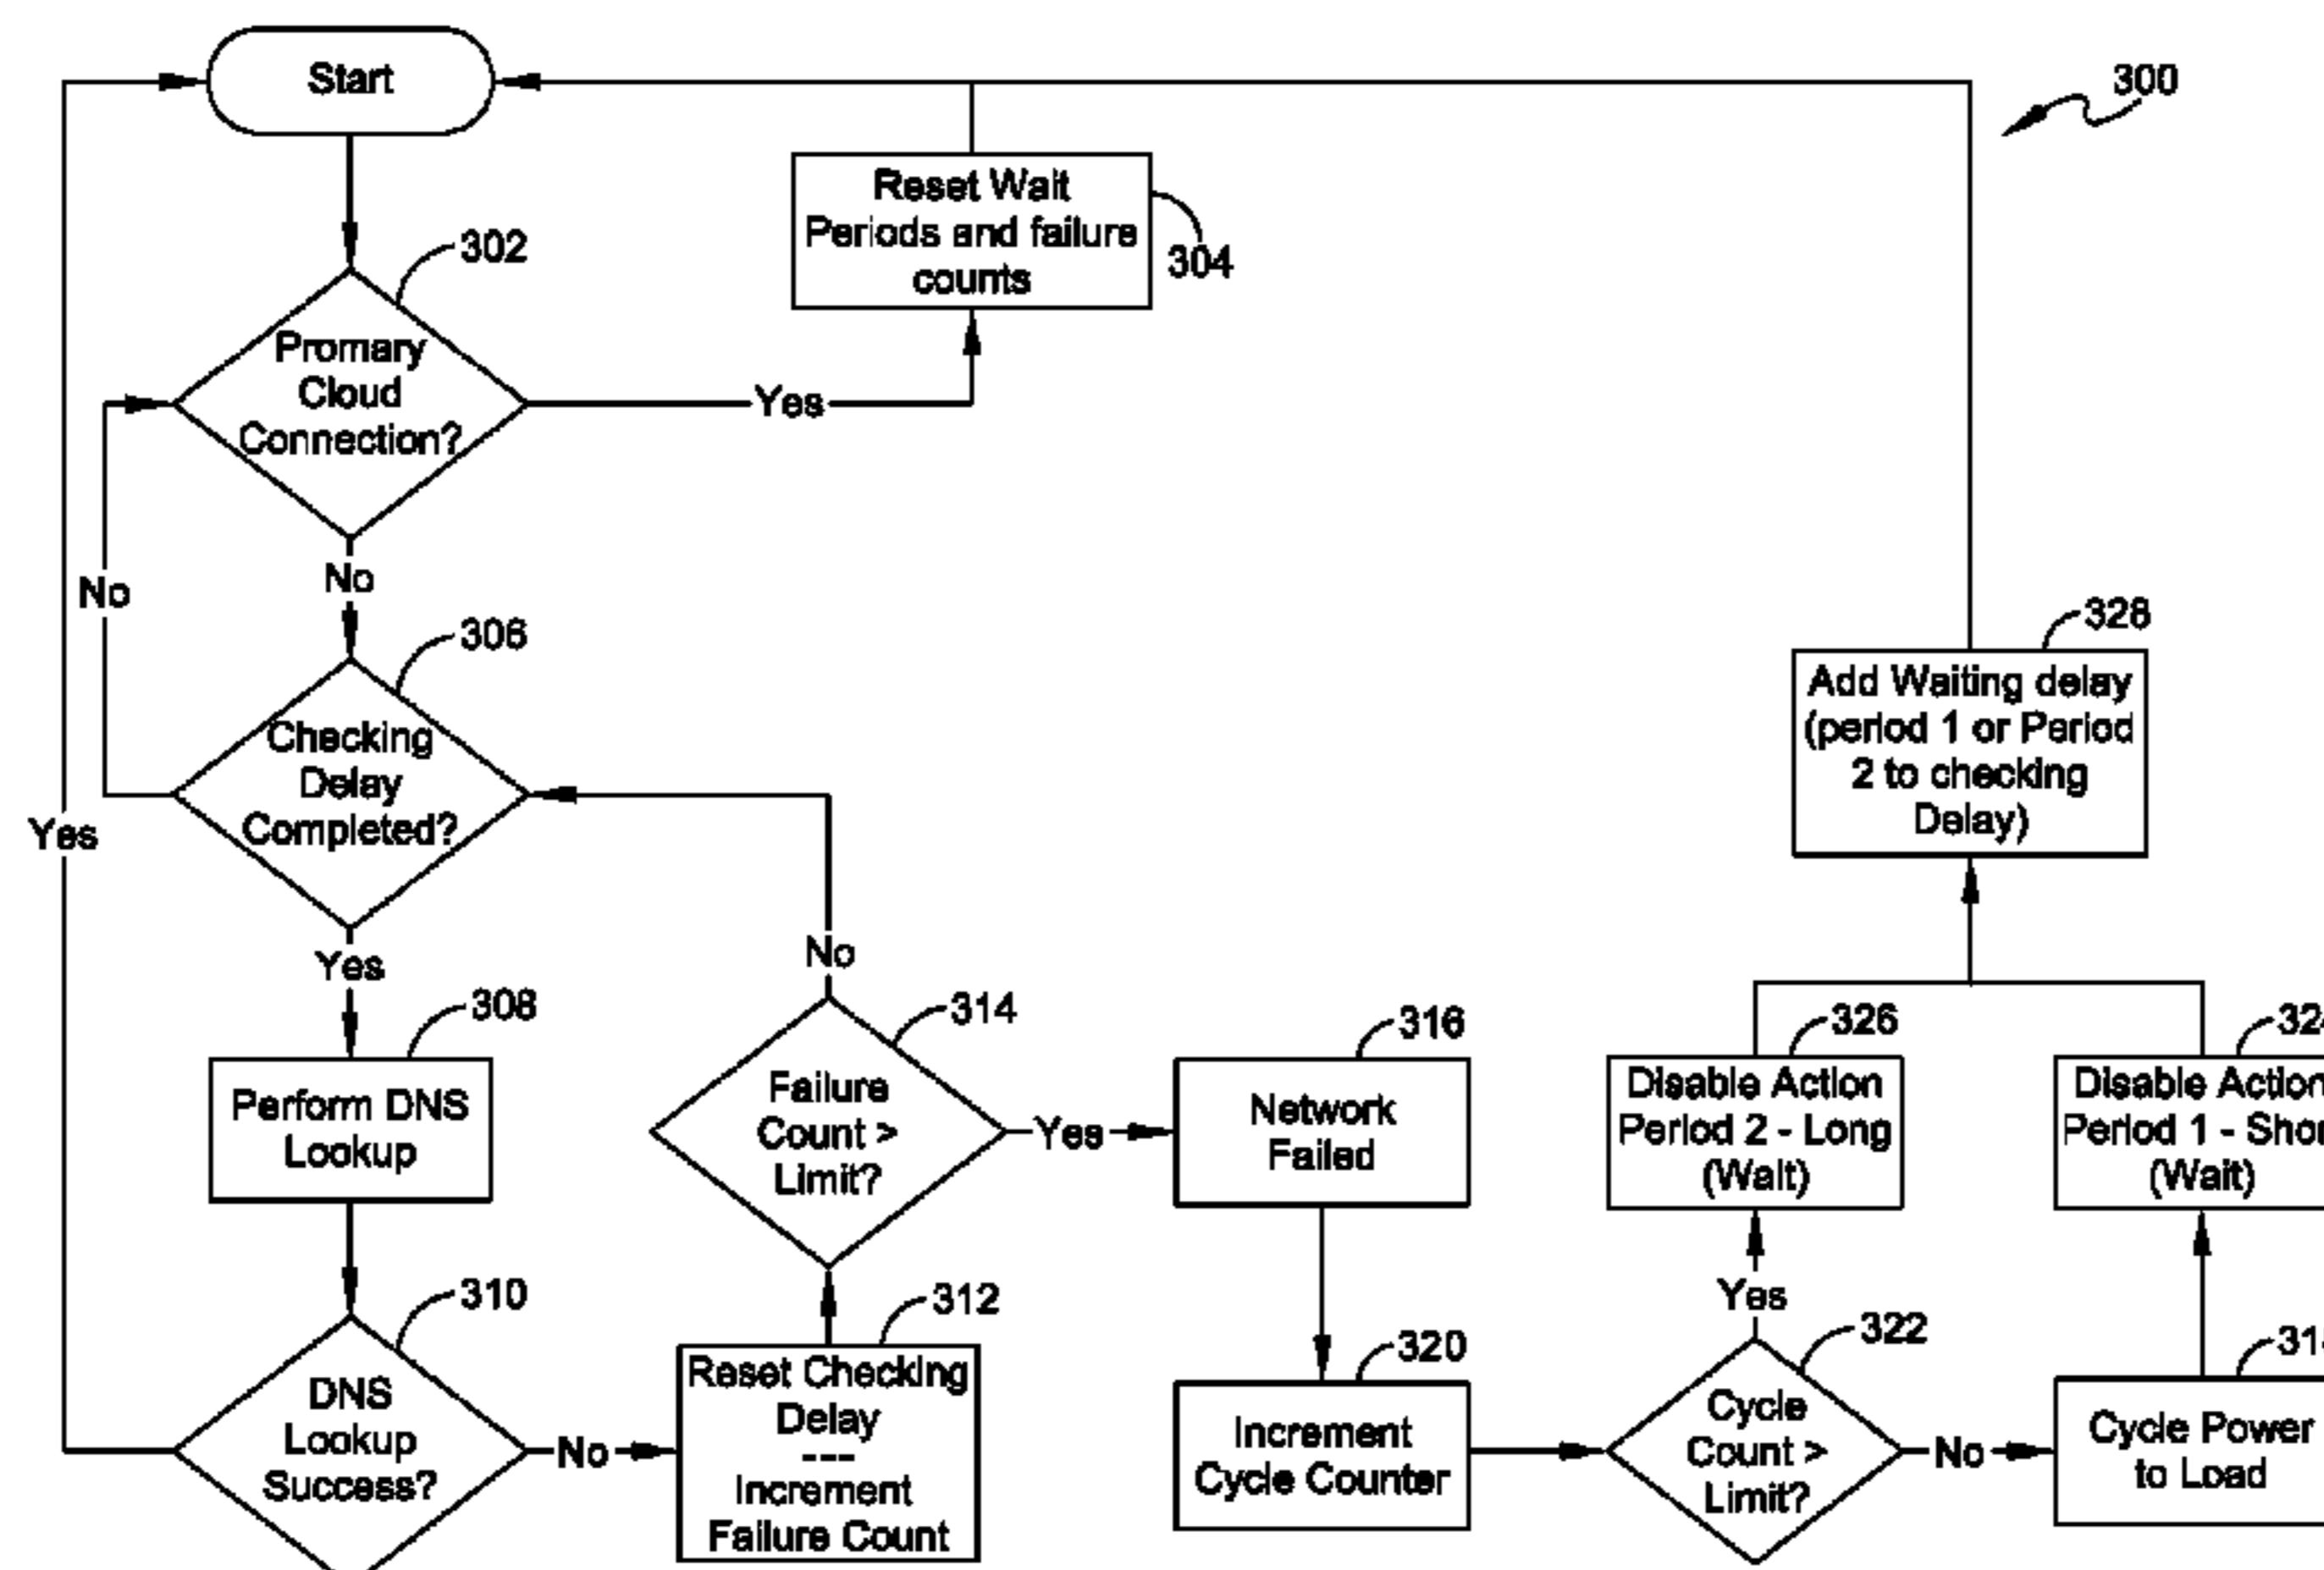 Start
300
Reset Wait
Periods and failure
counts
304
302
Promary
Cloud
Connection?
Yes
No
No
306
Checking
Delay
Completed?
Yes
328
Add Waiting delay
(period 1 or Period
2 to checking
Delay)
Yes
No
308
Perform DNS
Lookup
314
Failure
Count >
Limit?
Yes
316
Network
Failed
326
Disable Action
Period 2 - Long
(Wait)
Disable Action
Period 1 -
(Wait)
310
DNS
Lookup
Success?
No
312
Reset Checking
Delay
---
Increment
Failure Count
320
Increment
Cycle Counter
Yes
322
Cycle
Count >
Limit?
No
Cycle Power
to Load